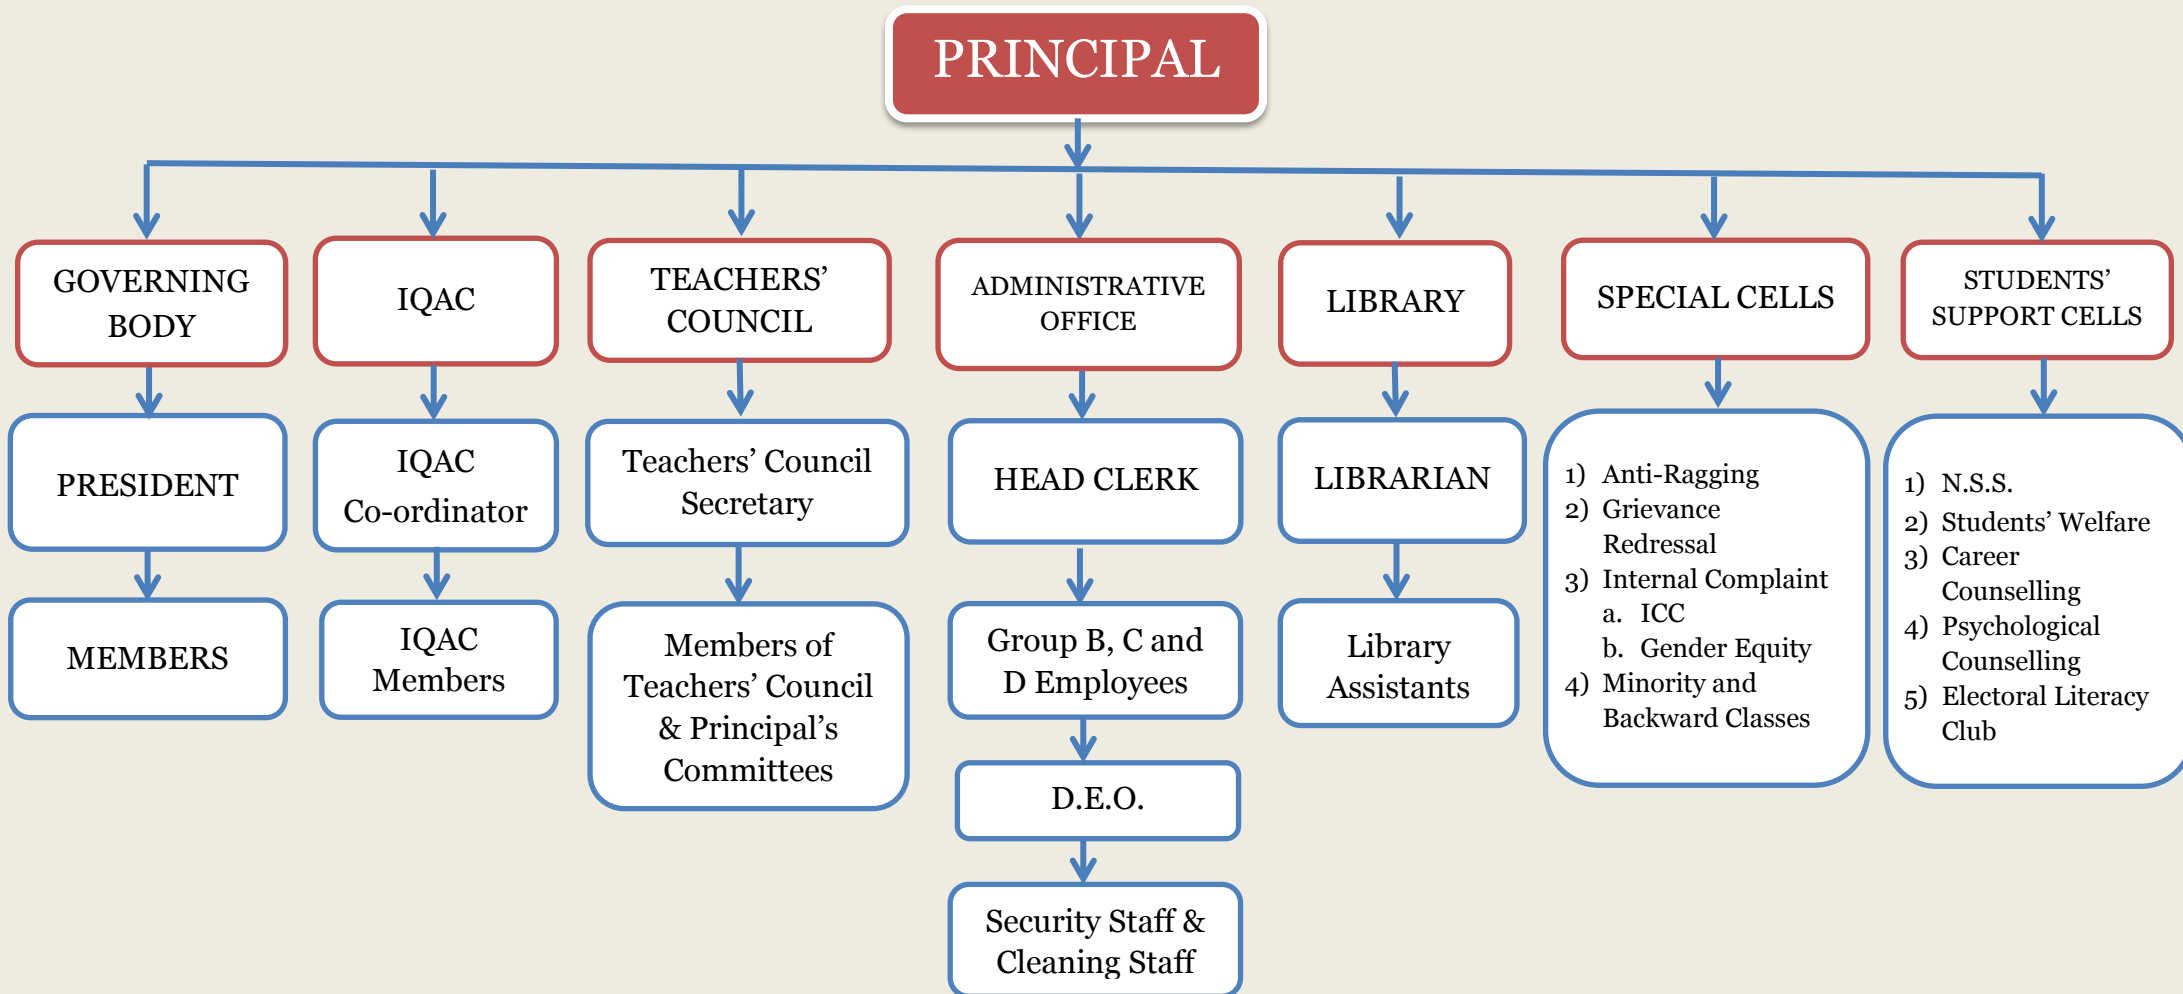 PRINCIPAL
GOVERNING
BODY
IQAC
TEACHERS’
COUNCIL
ADMINISTRATIVE
OFFICE
LIBRARY
SPECIAL CELLS
STUDENTS’
SUPPORT CELLS
PRESIDENT
IQAC
Co-ordinator
Teachers’ Council
Secretary
HEAD CLERK
LIBRARIAN
1) Anti-Ragging
2) Grievance
Redressal
3) Internal Complaint
a. ICC
b. Gender Equity
4) Minority and
Backward Classes
1) N.S.S.
2) Students’ Welfare
3) Career
Counselling
4) Psychological
Counselling
5) Electoral Literacy
Club
MEMBERS
IQAC
Members
Members of
Teachers’ Council
& Principal’s
Committees
Group B, C and
D Employees
Library
Assistants
D.E.O.
Security Staff &
Cleaning Staff